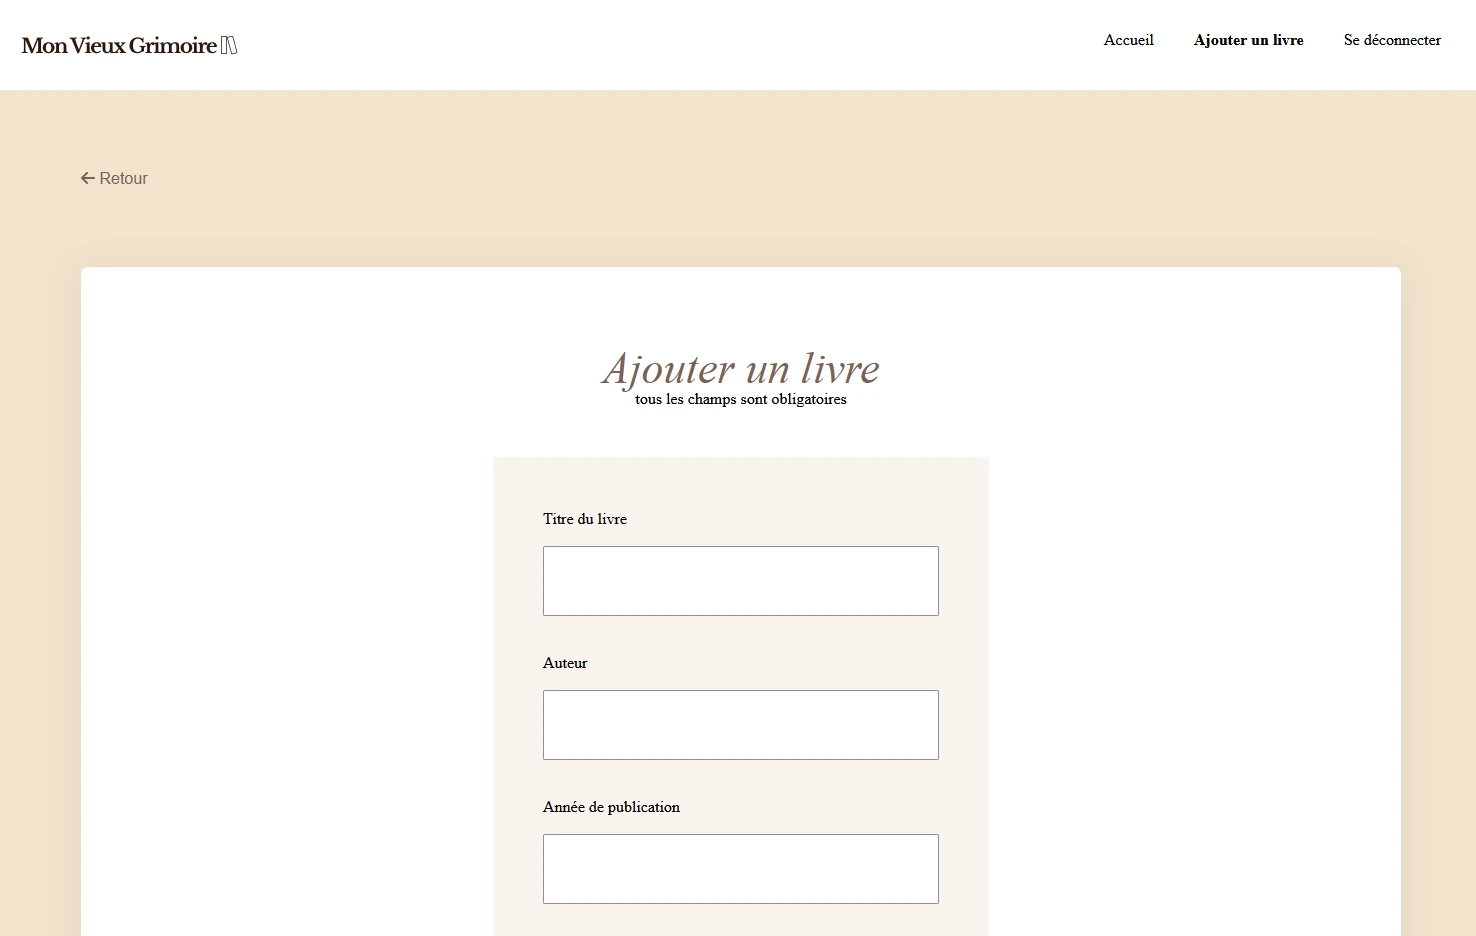 Mon Vieux Grimoire
Accueil
Ajouter un livre
Se déconnecter
Retour
Ajouter un livre
tous les champs sont obligatoires
Titre du livre
Auteur
Année de publication